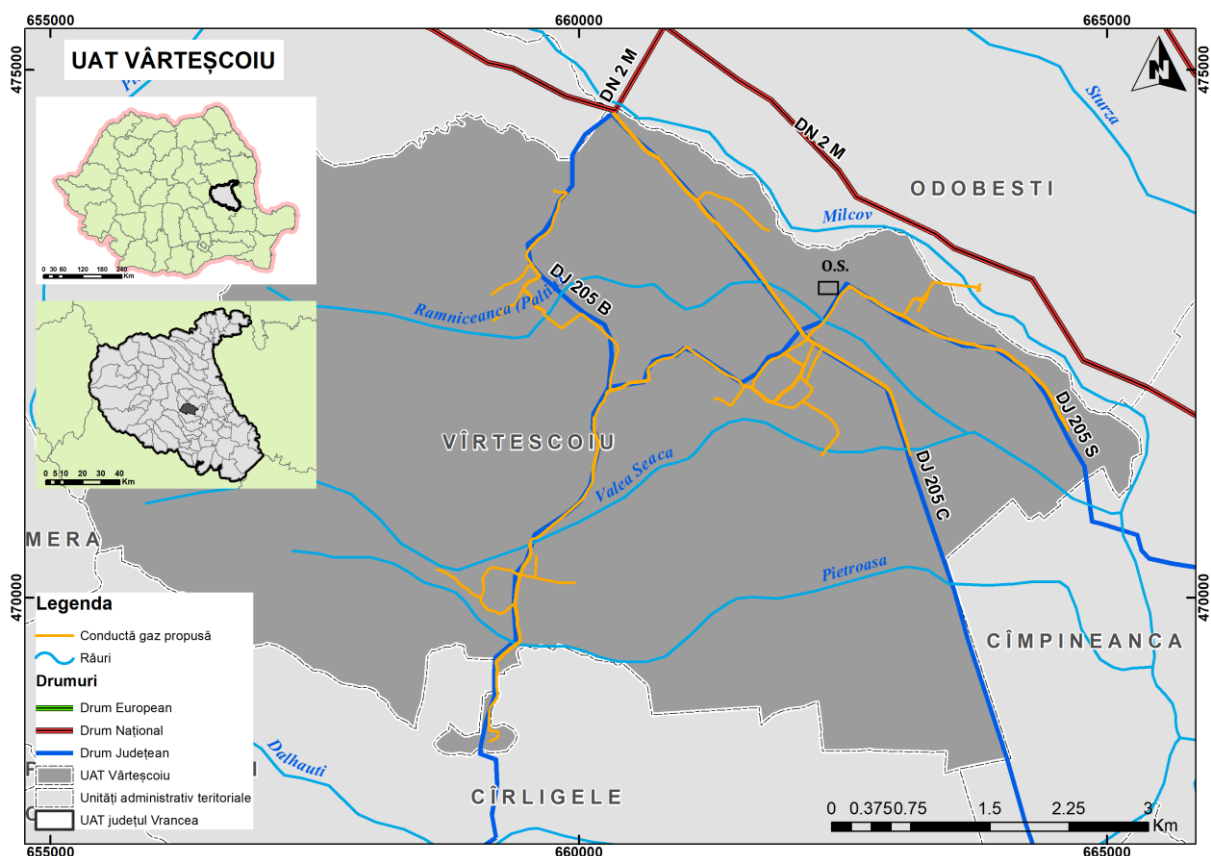 655000
660000
665000
475000
475000
UAT VÂRTEȘCOIU
DN 2 M
Sturza
N
DN 2 M
ODOBESTI
Milcov
O.S.
DJ 205 B
Ramniceanca
0 30 60 120 180 240
Km
VÎRTESCOIU
DJ 205 S
Valea Seaca
DJ 205 C
0 5 10 20 30 40
Km
MERA
Pietroasa
470000
470000
Legenda
Conductă gaz propusă
Râuri
CÎMPINEANCA
Drumuri
Drum European
Drum Național
Drum Județean
UAT Vârteșcoiu
Unități administrativ teritoriale
UAT județul Vrancea
Dalhauti
CÎRLIGELE
0 0.375 0.75 1.5 2.25 3
Km
655000
660000
665000